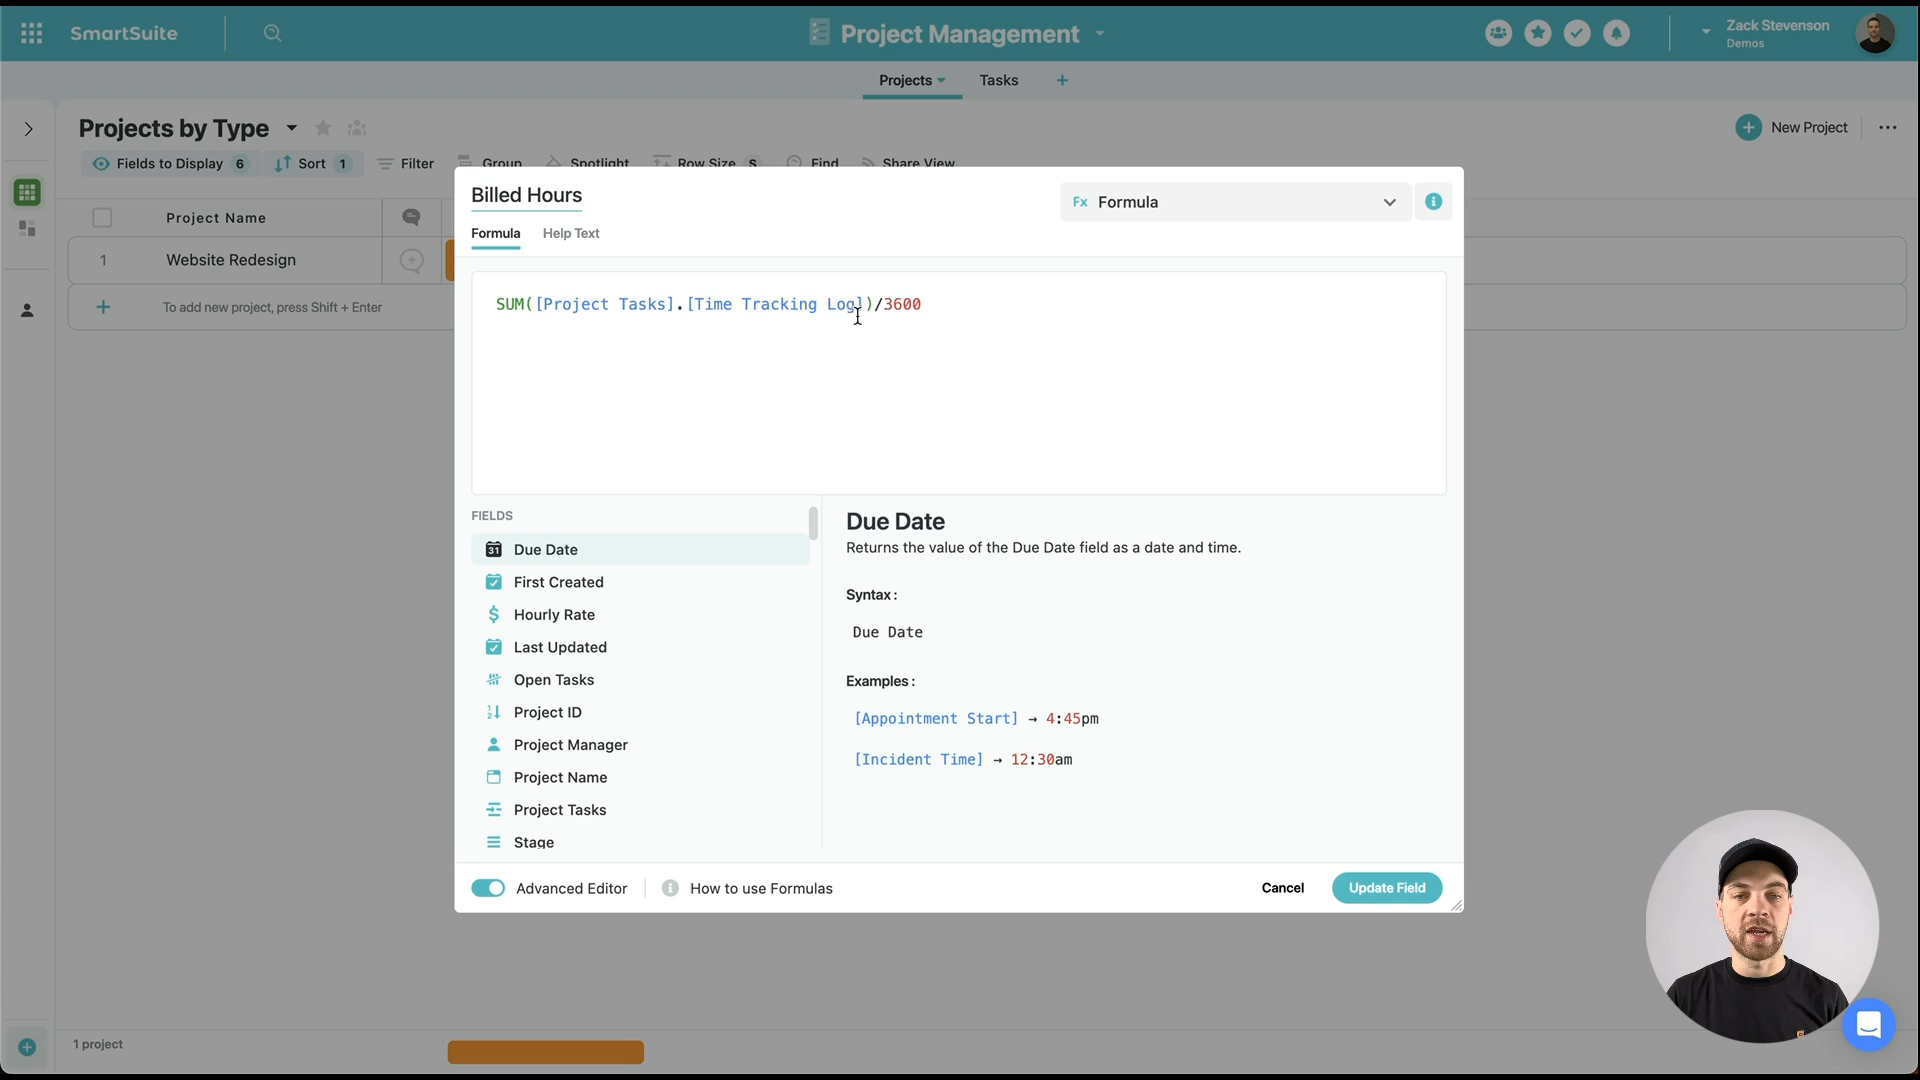 SmartSuite
Project Management
Zack Stevenson
Demos
Projects
Tasks
+
Projects by Type
New Project
Fields to Display 6
Sort 1
Filter
Group
Spotlight
Row Size S
Find
Share View
Project Name
1 Website Redesign
To add new project, press Shift + Enter
Billed Hours
Fx Formula
Formula
Help Text
SUM([Project Tasks].[Time Tracking Log])/3600
FIELDS
31 Due Date
First Created
$ Hourly Rate
Last Updated
Open Tasks
Project ID
Project Manager
Project Name
Project Tasks
Stage
Due Date
Returns the value of the Due Date field as a date and time.
Syntax :
Due Date
Examples :
[Appointment Start] → 4:45pm
[Incident Time] → 12:30am
Advanced Editor
How to use Formulas
Cancel
Update Field
1 project